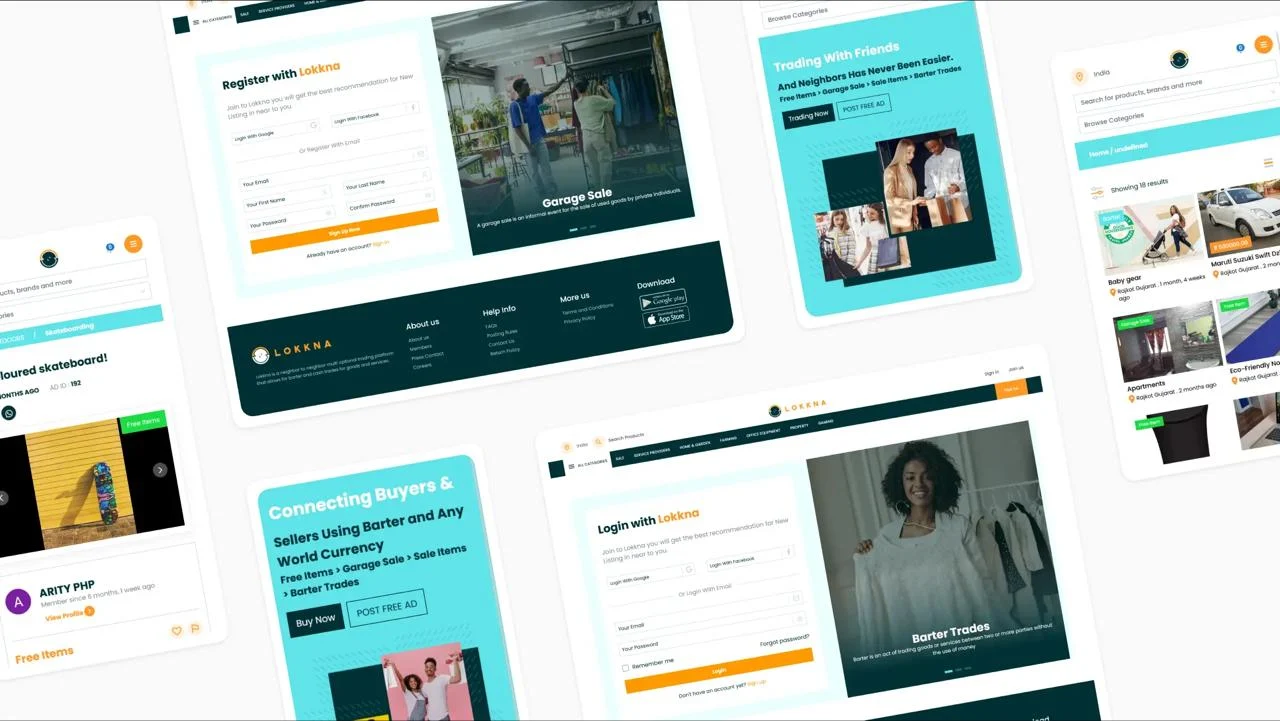 ALL CATEGORIES
SALE
SERVICE PROVIDERS
Register with Lokkna
Join to Lokkna you will get the best recommendation for New
Listing in near to you.
Login With Google
Login With Facebook
Or Register With Email
Your Email
Your First Name
Your Last Name
Your Password
Confirm Password
Sign Up Now
Already have an account? Sign in
Garage Sale
A garage sale is an informal event for the sale of used goods by private individuals.
LOKKNA
Lokkna is a neighbor to neighbor multi optional trading platform
that allows for barter and cash trades for goods and services.
About us
About us
Members
Press Contact
Careers
Help Info
FAQs
Posting Rules
Contact Us
Return Policy
More us
Terms and Conditions
Privacy Policy
Download
Google play
Download on the
App Store
Browse Categories
Trading With Friends
And Neighbors Has Never Been Easier.
Free Items > Garage Sale > Sale Items > Barter Trades
Trading Now
POST FREE AD
India
0
Search for products, brands and more
Browse Categories
Home / undefined
Showing 18 results
Barter
Baby gear
Rajkot Gujarat . 1 month, 4 weeks
ago
Maruti Suzuki Swift Dz
Rajkot Gujarat . 2 mon
Garage Sale
Apartments
Rajkot Gujarat . 2 months ago
Free Item
Eco-Friendly No
Rajkot Gujarat
Free Item
0
cts, brands and more
ories
TDOORS / Skateboarding
loured skateboard!
ONTHS AGO
AD ID : 192
Free Items
A
ARITY PHP
Member since 6 months, 1 week ago
View Profile
Free Items
Connecting Buyers &
Sellers Using Barter and Any
World Currency
Free Items > Garage Sale > Sale Items
> Barter Trades
Buy Now
POST FREE AD
India
Search Products
LOKKNA
Sign in
Join us
ALL CATEGORIES
SALE
SERVICE PROVIDERS
HOME & GARDEN
FARMING
OFFICE EQUIPMENT
PROPERTY
GAMING
Login with Lokkna
Join to Lokkna you will get the best recommendation for New
Listing in near to you.
Login With Google
Login With Facebook
Or Login With Email
Your Email
Your Password
Remember me
Forgot password?
Login
Don't have an account yet? Sign up
Barter Trades
Barter is an act of trading goods or services between two or more parties without
the use of money